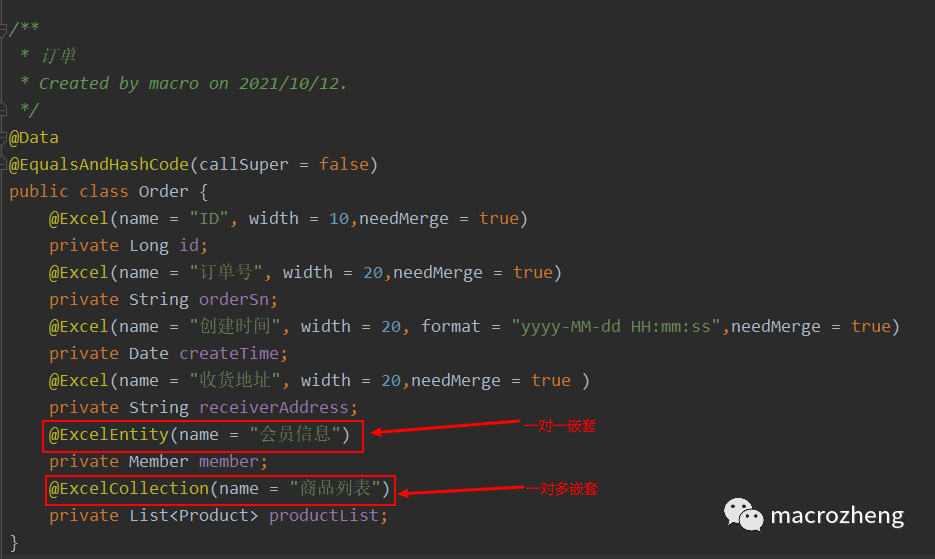 /**
 * 订单
 * Created by macro on 2021/10/12.
 */
@Data
@EqualsAndHashCode(callSuper = false)
public class Order {
    @Excel(name = "ID", width = 10,needMerge = true)
    private Long id;
    @Excel(name = "订单号", width = 20,needMerge = true)
    private String orderSn;
    @Excel(name = "创建时间", width = 20, format = "yyyy-MM-dd HH:mm:ss",needMerge = true)
    private Date createTime;
    @Excel(name = "收货地址", width = 20,needMerge = true )
    private String receiverAddress;
    @ExcelEntity(name = "会员信息")
一对一嵌套
    private Member member;
    @ExcelCollection(name = "商品列表")
一对多嵌套
    private List<Product> productList;
macrozheng
}